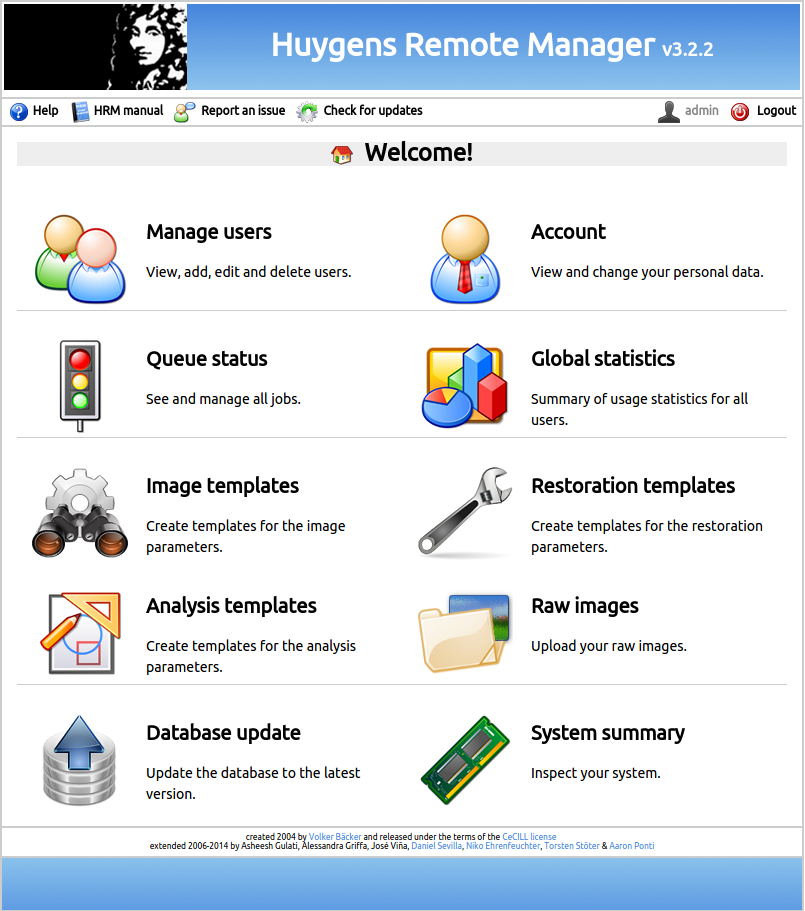 Huygens Remote Manager v3.2.2
Help HRM manual Report an issue Check for updates admin Logout
Welcome!
Manage users
View, add, edit and delete users.
Account
View and change your personal data.
Queue status
See and manage all jobs.
Global statistics
Summary of usage statistics for all
users.
Image templates
Create templates for the image
parameters.
Restoration templates
Create templates for the restoration
parameters.
Analysis templates
Create templates for the analysis
parameters.
Raw images
Upload your raw images.
Database update
Update the database to the latest
version.
System summary
Inspect your system.
created 2004 by Volker Bäcker and released under the terms of the CeCILL license
extended 2006-2014 by Asheesh Gulati, Alessandra Griffa, José Viña, Daniel Sevilla, Niko Ehrenfeuchter, Torsten Stöter & Aaron Ponti